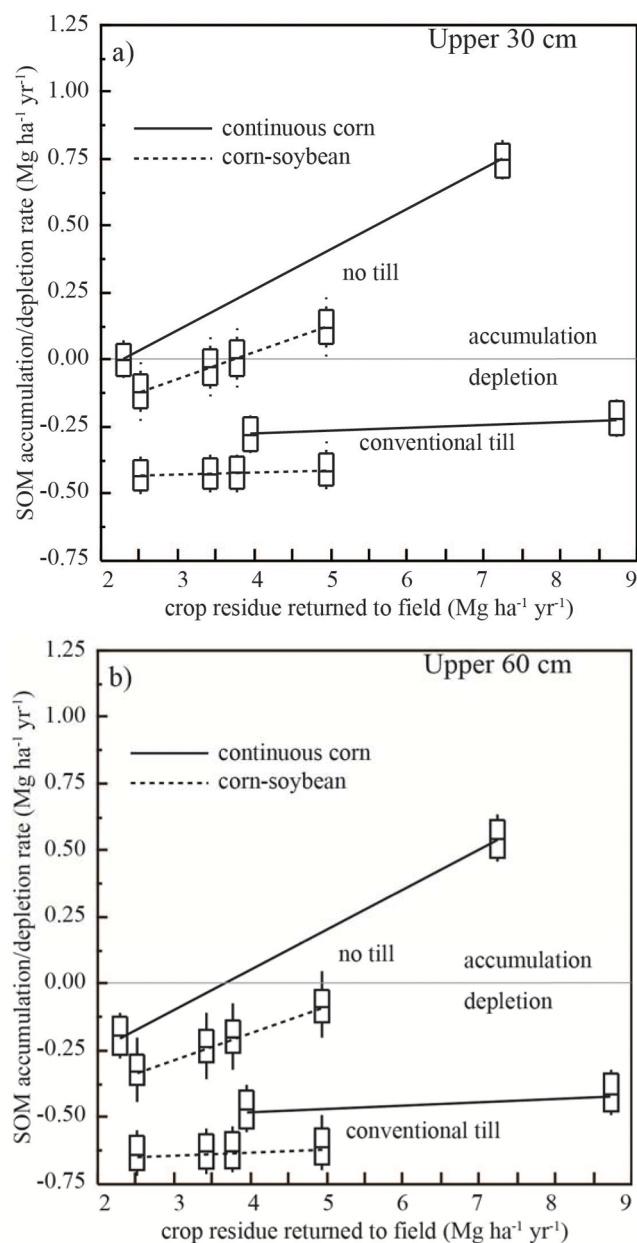 a)
Upper 30 cm
continuous corn
corn-soybean
no till
accumulation
depletion
conventional till
SOM accumulation/depletion rate (Mg ha⁻¹ yr⁻¹)
1.25
1.00
0.75
0.50
0.25
0.00
-0.25
-0.50
-0.75
2 3 4 5 6 7 8 9
crop residue returned to field (Mg ha⁻¹ yr⁻¹)
b)
Upper 60 cm
continuous corn
corn-soybean
no till
accumulation
depletion
conventional till
SOM accumulation/depletion rate (Mg ha⁻¹ yr⁻¹)
1.25
1.00
0.75
0.50
0.25
0.00
-0.25
-0.50
-0.75
2 3 4 5 6 7 8 9
crop residue returned to field (Mg ha⁻¹ yr⁻¹)